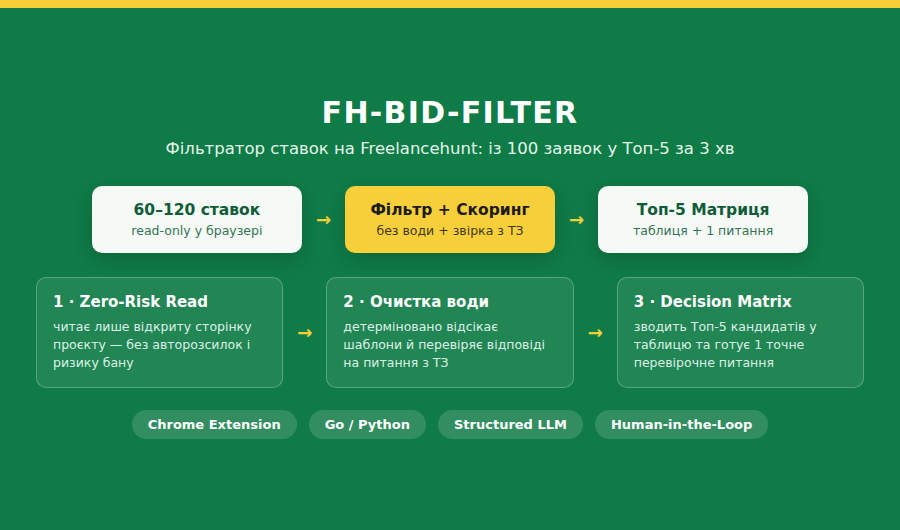 FH-BID-FILTER
Фільтратор ставок на Freelancehunt: із 100 заявок у Топ-5 за 3 хв
60–120 ставок
read-only у браузері
→
Фільтр + Скоринг
без води + звірка з ТЗ
→
Топ-5 Матриця
таблиця + 1 питання
1 · Zero-Risk Read
читає лише відкриту сторінку
проєкту — без авторозсилок і
ризику бану
→
2 · Очистка води
детерміновано відсікає
шаблони й перевіряє відповіді
на питання з ТЗ
→
3 · Decision Matrix
зводить Топ-5 кандидатів у
таблицю та готує 1 точне
перевірочне питання
Chrome Extension
Go / Python
Structured LLM
Human-in-the-Loop